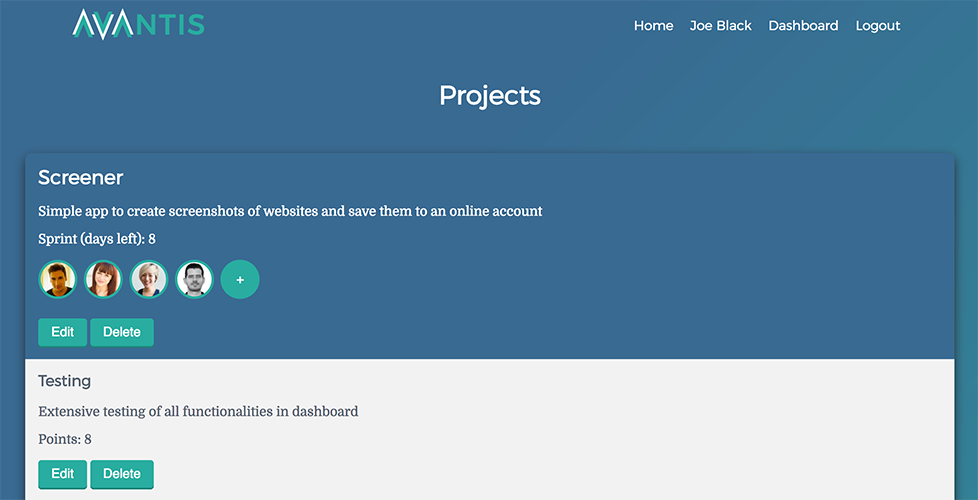 AVANTIS
Home Joe Black Dashboard Logout
Projects
Screener
Simple app to create screenshots of websites and save them to an online account
Sprint (days left): 8
+
Edit Delete
Testing
Extensive testing of all functionalities in dashboard
Points: 8
Edit Delete